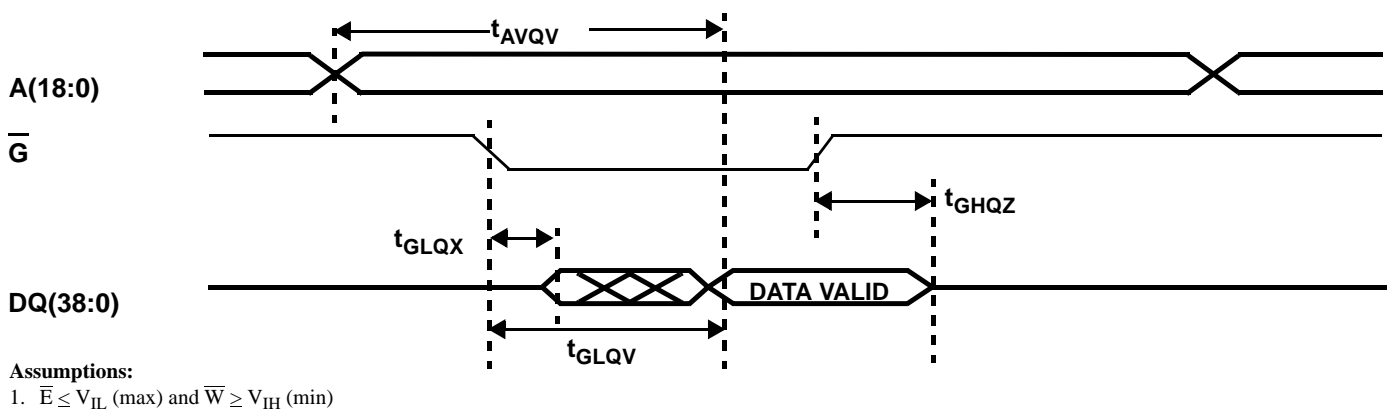 tAVQV
A(18:0)
G̅
tGHQZ
tGLQX
DATA VALID
DQ(38:0)
tGLQV
Assumptions:
1. E̅ ≤ VIL (max) and W̅ ≥ VIH (min)